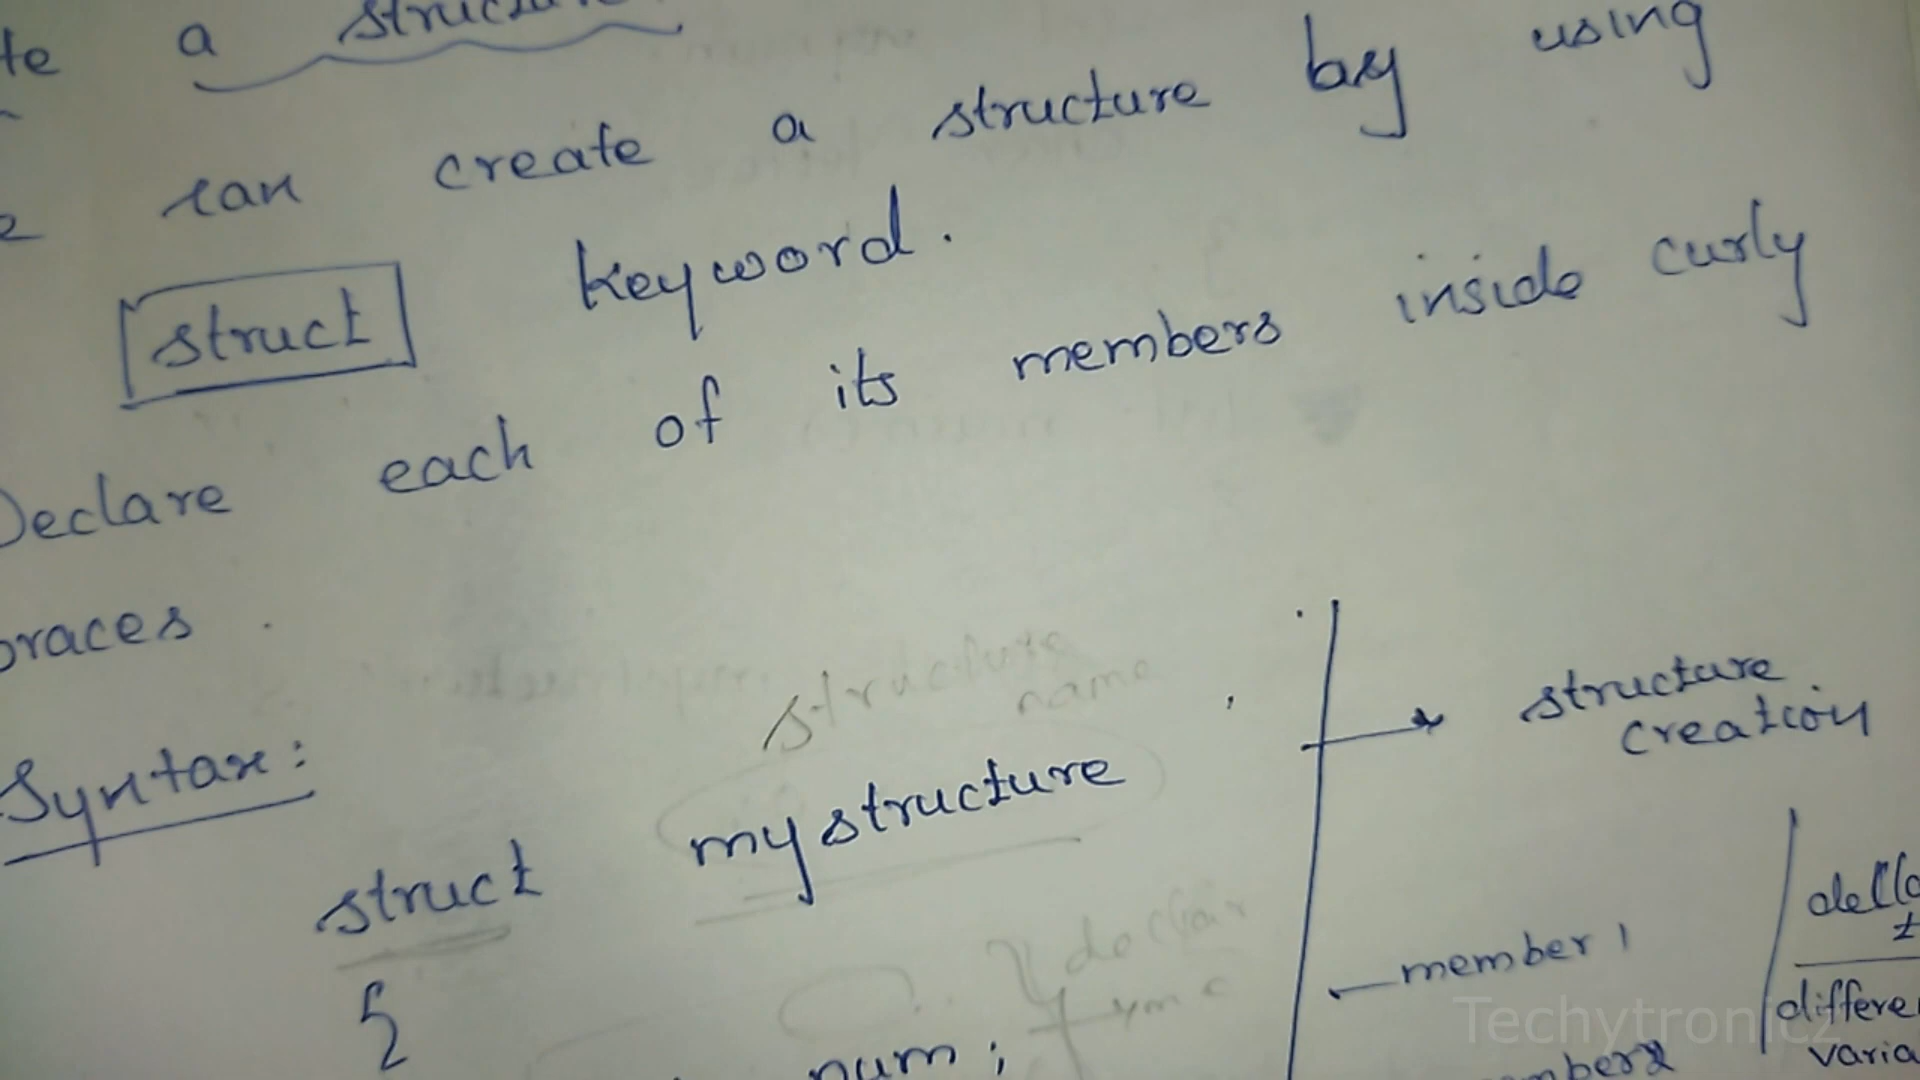 a
can create a structure by using
struct keyword.
Declare each of its members inside curly
braces.
structure name
Syntax:
structure creation
struct mystructure
{
member 1
num;
differe
varia
Techytronicz